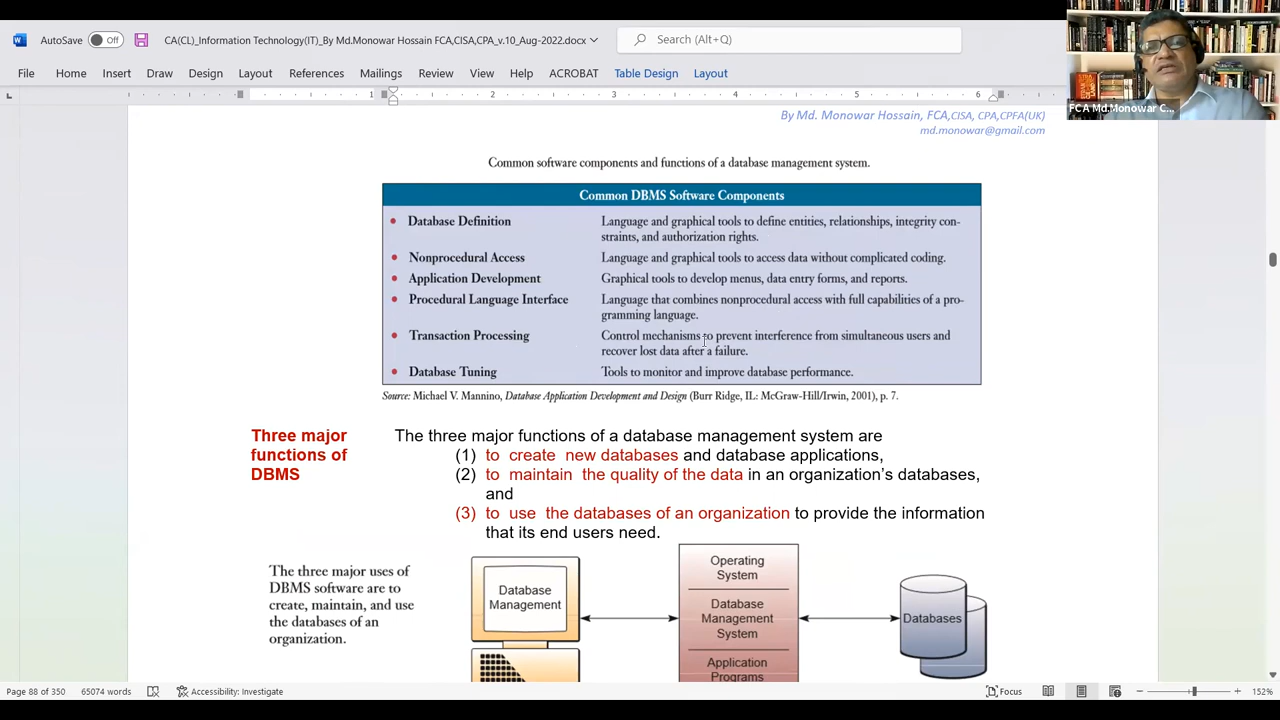 AutoSave Off CA(CL)_Information Technology(IT)_By Md.Monowar Hossain FCA,CISA,CPA_v.10_Aug-2022.docx Search (Alt+Q)
File Home Insert Draw Design Layout References Mailings Review View Help ACROBAT Table Design Layout
FCA Md.Monowar C...
1 2 3 4 5 6
By Md. Monowar Hossain, FCA,CISA, CPA,CPFA(UK)
md.monowar@gmail.com
Common software components and functions of a database management system.
Common DBMS Software Components
• Database Definition Language and graphical tools to define entities, relationships, integrity con-
straints, and authorization rights.
• Nonprocedural Access Language and graphical tools to access data without complicated coding.
• Application Development Graphical tools to develop menus, data entry forms, and reports.
• Procedural Language Interface Language that combines nonprocedural access with full capabilities of a pro-
gramming language.
• Transaction Processing Control mechanisms to prevent interference from simultaneous users and
recover lost data after a failure.
• Database Tuning Tools to monitor and improve database performance.
Source: Michael V. Mannino, Database Application Development and Design (Burr Ridge, IL: McGraw-Hill/Irwin, 2001), p. 7.
Three major
functions of
DBMS
The three major functions of a database management system are
(1) to create new databases and database applications,
(2) to maintain the quality of the data in an organization's databases,
and
(3) to use the databases of an organization to provide the information
that its end users need.
The three major uses of
DBMS software are to
create, maintain, and use
the databases of an
organization.
Database
Management
Operating
System
Database
Management
System
Application
Programs
Databases
Page 88 of 350 65074 words Accessibility: Investigate Focus 152%